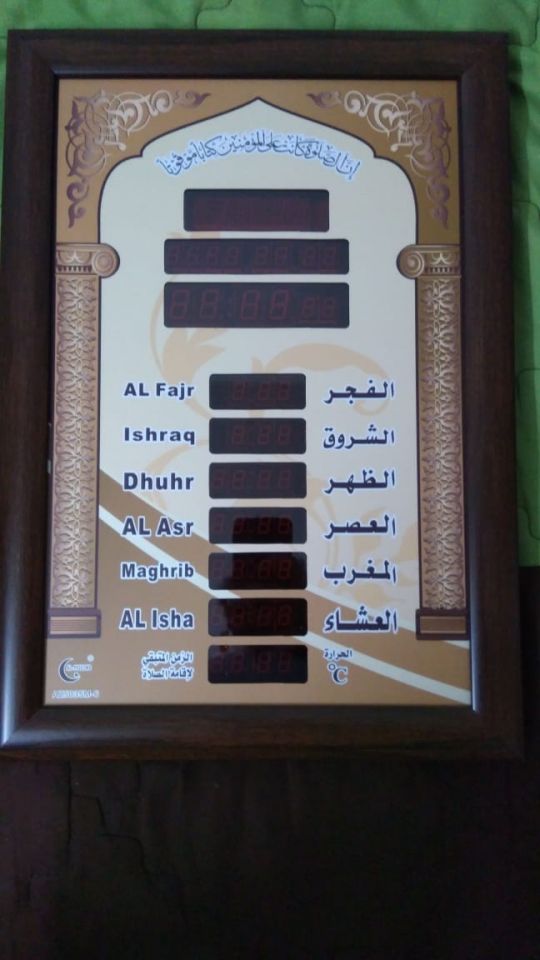 إن الصلوة كانت على المؤمنين كتابا موقوتا
AL Fajr الفجر
Ishraq الشروق
Dhuhr الظهر
AL Asr العصر
Maghrib المغرب
AL Isha العشاء
الزمن المتبقي
لإقامة الصلاة
الحرارة
°C